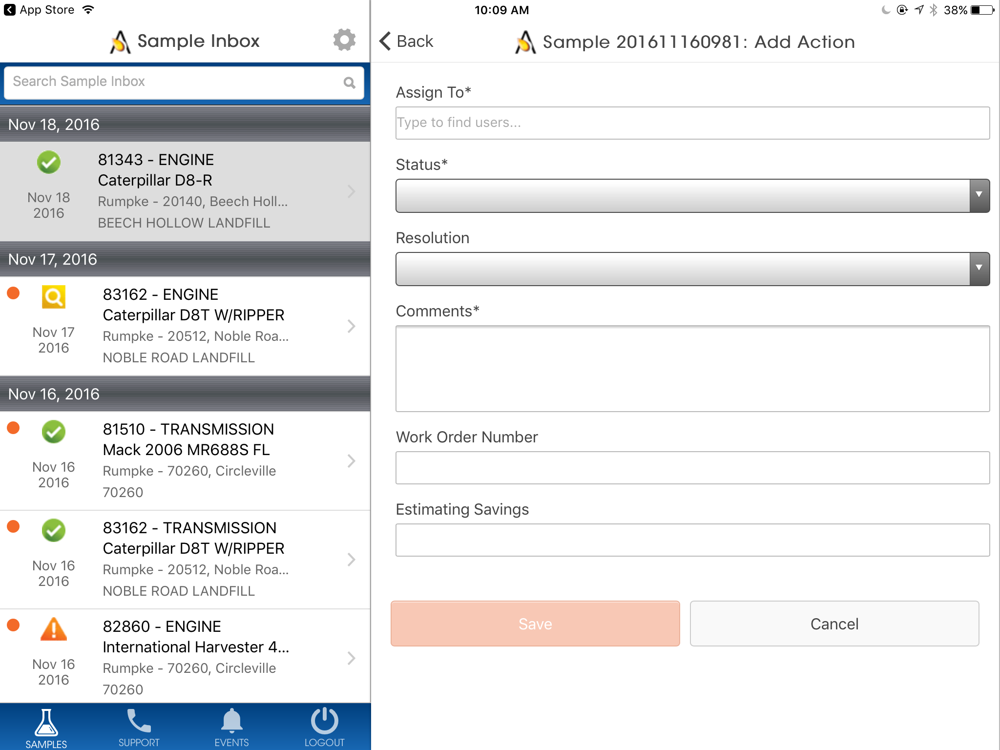 App Store
10:09 AM
38%
Sample Inbox
Search Sample Inbox
Nov 18, 2016
81343 - ENGINE
Caterpillar D8-R
Nov 18
2016
Rumpke - 20140, Beech Holl...
BEECH HOLLOW LANDFILL
Nov 17, 2016
83162 - ENGINE
Caterpillar D8T W/RIPPER
Nov 17
2016
Rumpke - 20512, Noble Roa...
NOBLE ROAD LANDFILL
Nov 16, 2016
81510 - TRANSMISSION
Mack 2006 MR688S FL
Nov 16
2016
Rumpke - 70260, Circleville
70260
83162 - TRANSMISSION
Caterpillar D8T W/RIPPER
Nov 16
2016
Rumpke - 20512, Noble Roa...
NOBLE ROAD LANDFILL
82860 - ENGINE
International Harvester 4...
Nov 16
2016
Rumpke - 70260, Circleville
70260
SAMPLES
SUPPORT
EVENTS
LOGOUT
Back
Sample 201611160981: Add Action
Assign To*
Type to find users...
Status*
Resolution
Comments*
Work Order Number
Estimating Savings
Save
Cancel